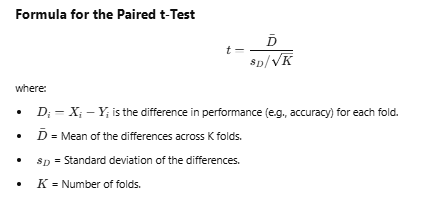 Formula for the Paired t-Test
t = D̄ / (s_D/√K)
where:
• D_i = X_i − Y_i is the difference in performance (e.g., accuracy) for each fold.
• D̄ = Mean of the differences across K folds.
• s_D = Standard deviation of the differences.
• K = Number of folds.